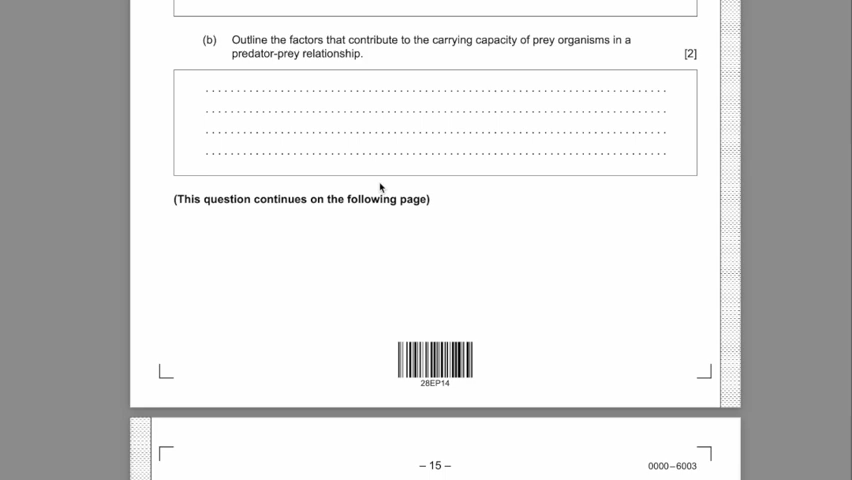 (b) Outline the factors that contribute to the carrying capacity of prey organisms in a
predator-prey relationship. [2]
(This question continues on the following page)
28EP14
– 15 –
0000–6003